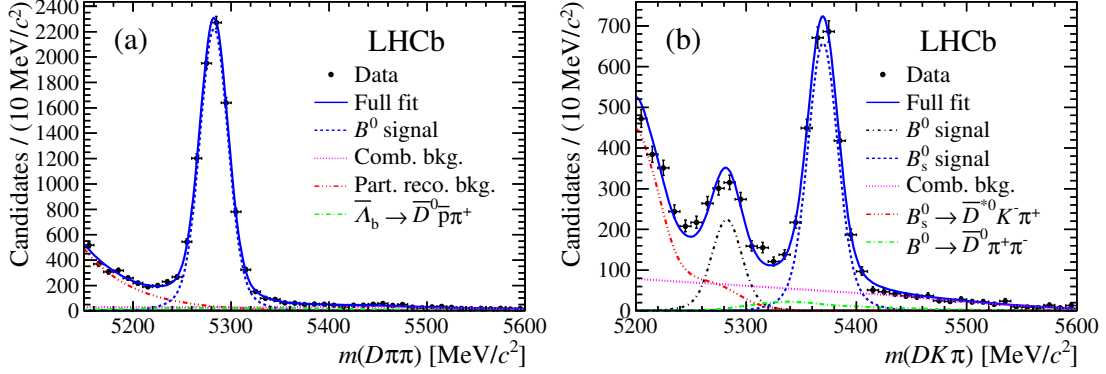 (a)
LHCb
Data
Full fit
B⁰ signal
Comb. bkg.
Part. reco. bkg.
Λ̅b → D̅⁰p̅π⁺
Candidates / (10 MeV/c²)
2400
2200
2000
1800
1600
1400
1200
1000
800
600
400
200
0
5200 5300 5400 5500 5600
m(Dππ) [MeV/c²]
(b)
LHCb
Data
Full fit
B⁰ signal
Bs⁰ signal
Comb. bkg.
Bs⁰ → D̅*⁰K⁻π⁺
B⁰ → D̅⁰π⁺π⁻
Candidates / (10 MeV/c²)
700
600
500
400
300
200
100
0
5200 5300 5400 5500 5600
m(DKπ) [MeV/c²]